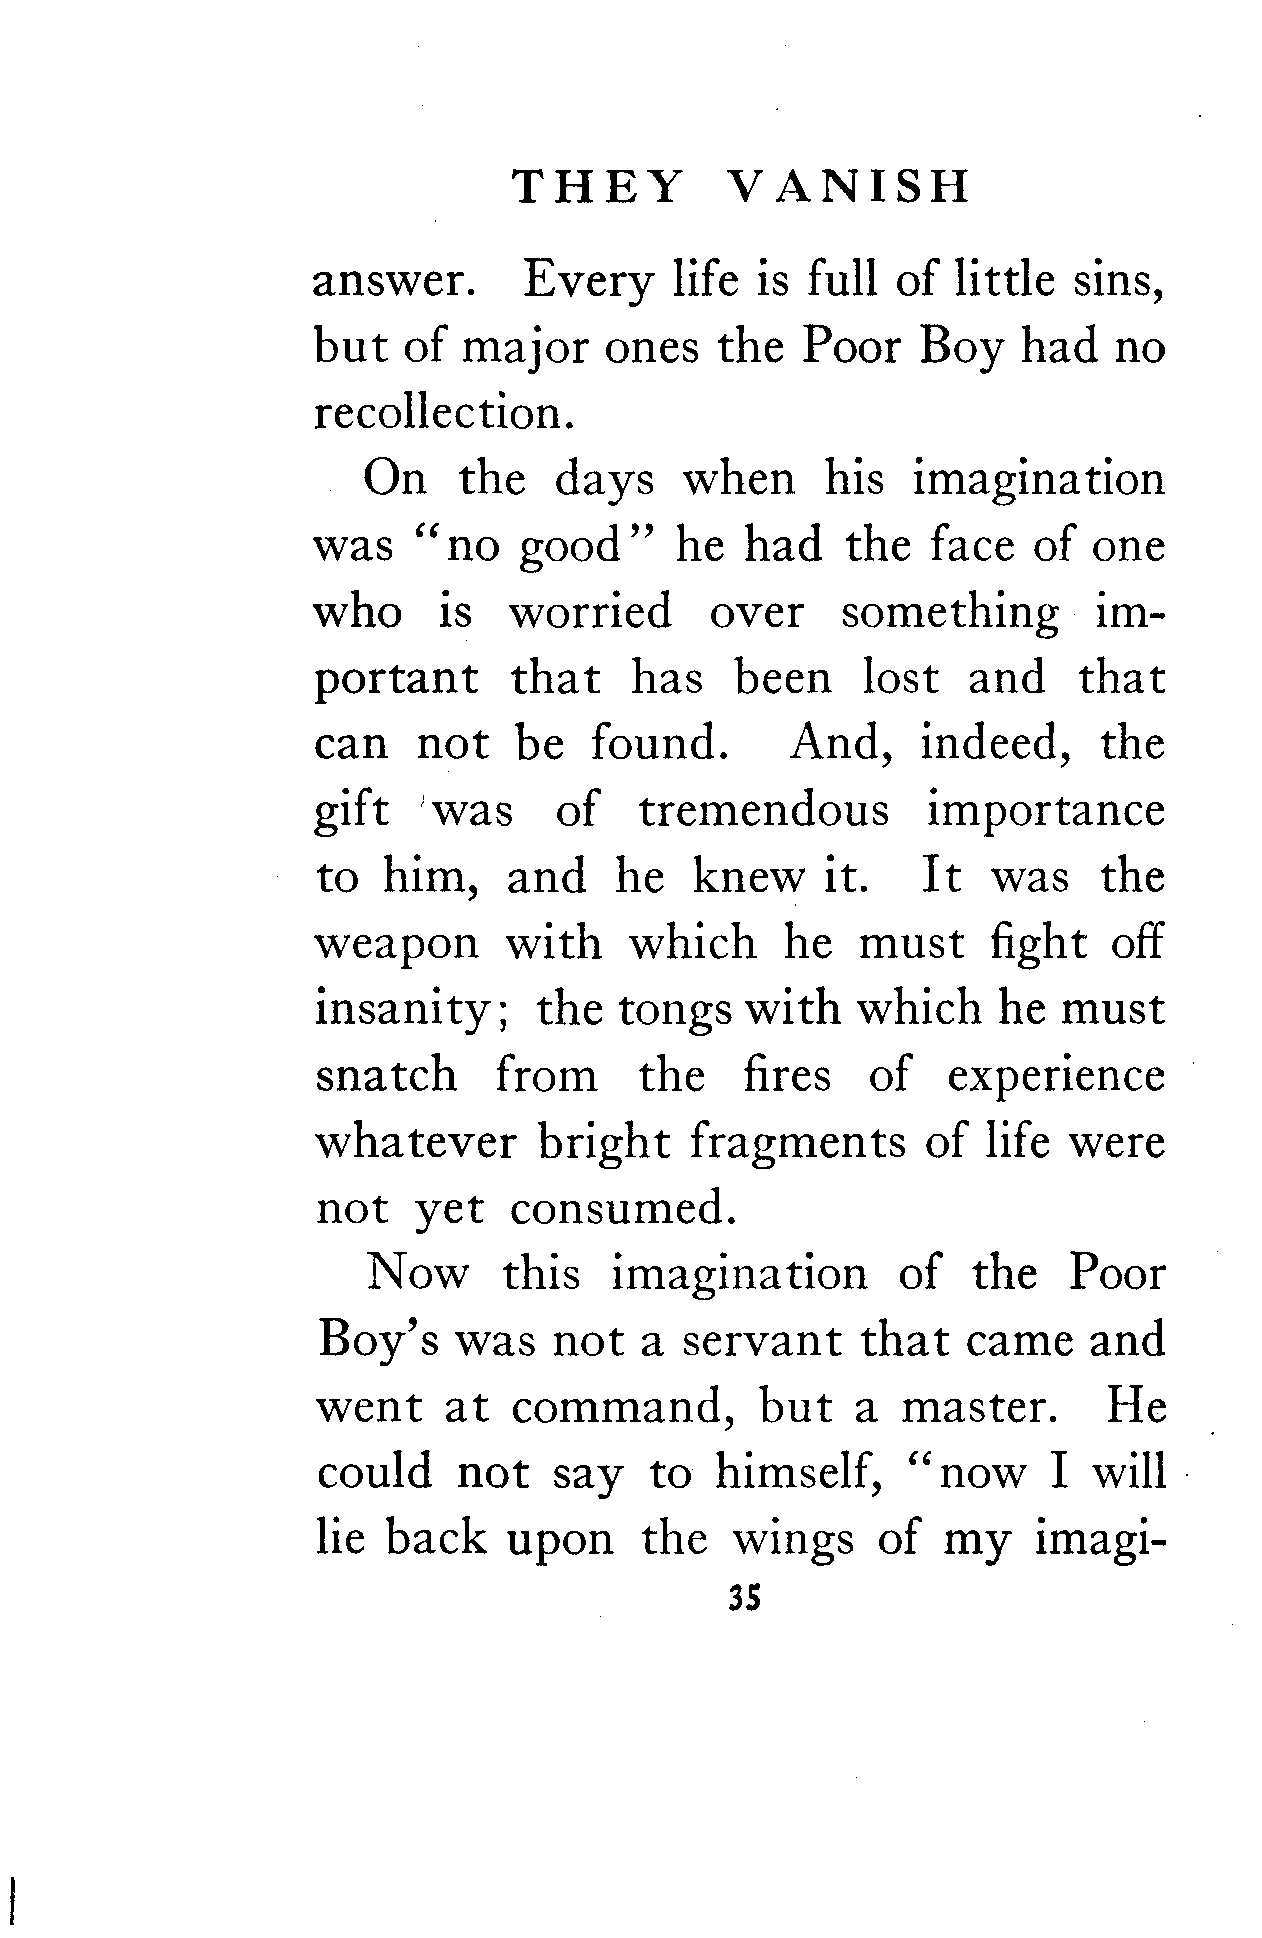 THEY VANISH
answer. Every life is full of little sins,
but of major ones the Poor Boy had no
recollection.
On the days when his imagination
was "no good" he had the face of one
who is worried over something im-
portant that has been lost and that
can not be found. And, indeed, the
gift was of tremendous importance
to him, and he knew it. It was the
weapon with which he must fight off
insanity; the tongs with which he must
snatch from the fires of experience
whatever bright fragments of life were
not yet consumed.
Now this imagination of the Poor
Boy's was not a servant that came and
went at command, but a master. He
could not say to himself, "now I will
lie back upon the wings of my imagi-
35